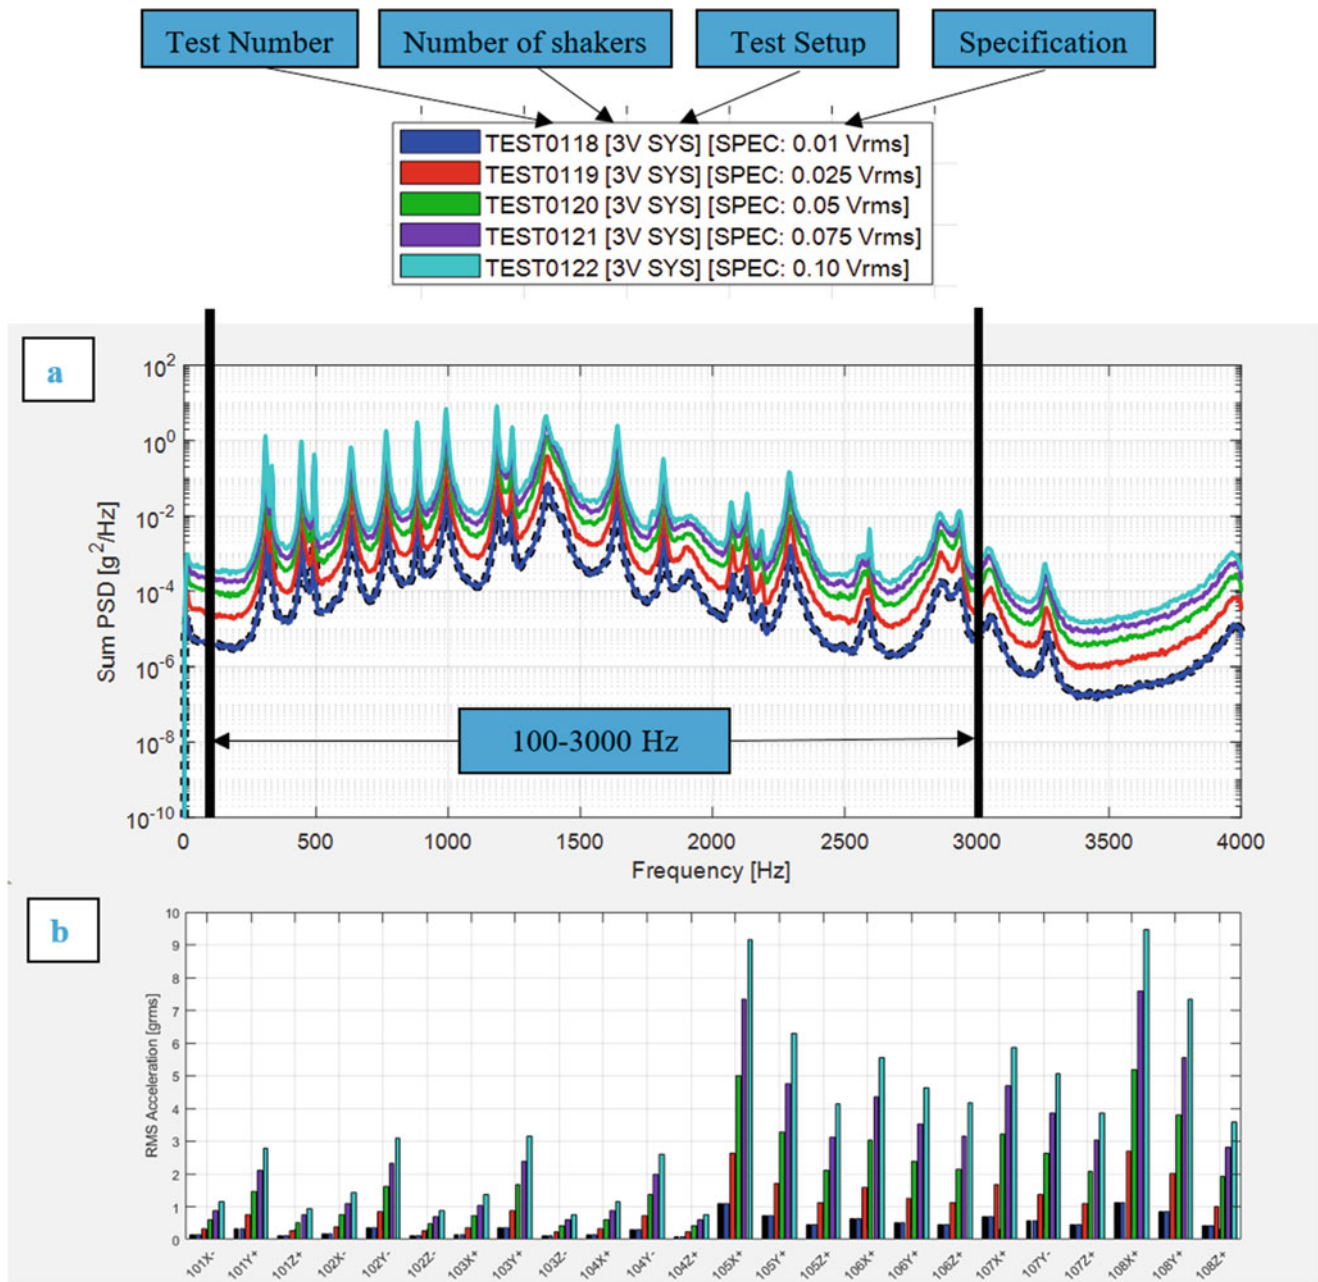 Test Number Number of shakers Test Setup Specification
TEST0118 [3V SYS] [SPEC: 0.01 Vrms]
TEST0119 [3V SYS] [SPEC: 0.025 Vrms]
TEST0120 [3V SYS] [SPEC: 0.05 Vrms]
TEST0121 [3V SYS] [SPEC: 0.075 Vrms]
TEST0122 [3V SYS] [SPEC: 0.10 Vrms]
a
10^2
10^0
10^-2
10^-4
10^-6
10^-8
10^-10
Sum PSD [g^2/Hz]
100-3000 Hz
0 500 1000 1500 2000 2500 3000 3500 4000
Frequency [Hz]
b
10
9
8
7
6
5
4
3
2
1
0
RMS Acceleration [grms]
101X- 101Y+ 101Z+ 102X- 102Y- 102Z- 103X+ 103Y+ 103Z- 104X+ 104Y- 104Z+ 105X+ 105Y+ 105Z+ 106X+ 106Y+ 106Z+ 107X+ 107Y- 107Z+ 108X+ 108Y+ 108Z+